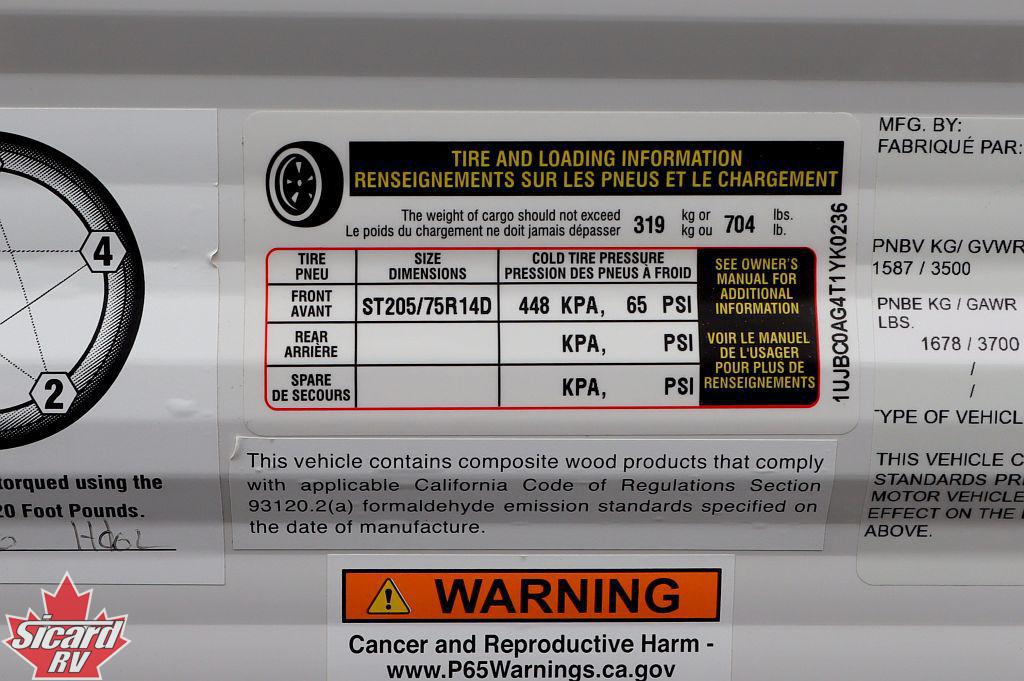 4
2
torqued using the
20 Foot Pounds.
TIRE AND LOADING INFORMATION
RENSEIGNEMENTS SUR LES PNEUS ET LE CHARGEMENT
The weight of cargo should not exceed 319 kg or 704 lbs.
Le poids du chargement ne doit jamais dépasser kg ou lb.
TIRE PNEU
SIZE DIMENSIONS
COLD TIRE PRESSURE PRESSION DES PNEUS À FROID
FRONT AVANT
ST205/75R14D
448 KPA, 65 PSI
REAR ARRIÈRE
KPA, PSI
SPARE DE SECOURS
KPA, PSI
SEE OWNER'S
MANUAL FOR
ADDITIONAL
INFORMATION
VOIR LE MANUEL
DE L'USAGER
POUR PLUS DE
RENSEIGNEMENTS
1UJBC0AG4T1YK0236
MFG. BY:
FABRIQUÉ PAR:
PNBV KG/ GVWR
1587 / 3500
PNBE KG / GAWR
LBS.
1678 / 3700
/
/
TYPE OF VEHICL
THIS VEHICLE C
STANDARDS PR
MOTOR VEHICLE
EFFECT ON THE
ABOVE.
This vehicle contains composite wood products that comply
with applicable California Code of Regulations Section
93120.2(a) formaldehyde emission standards specified on
the date of manufacture.
WARNING
Cancer and Reproductive Harm -
www.P65Warnings.ca.gov
Sicard
RV